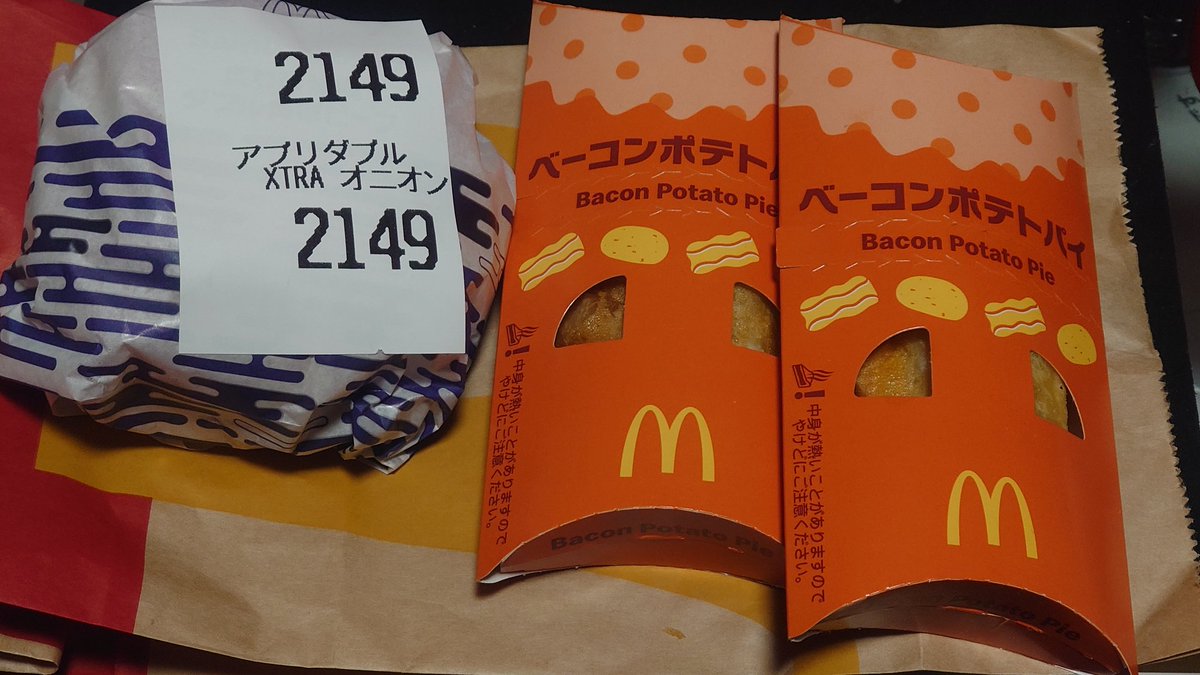 2149
アブリダブル
XTRA オニオン
2149
ベーコンポテトパ
Bacon Potato Pie
中身が熱いことがありますので
やけどにご注意ください。
Bacon Potato Pie
ベーコンポテトパイ
Bacon Potato Pie
中身が熱いことがありますので
やけどにご注意ください。
Potato Pie